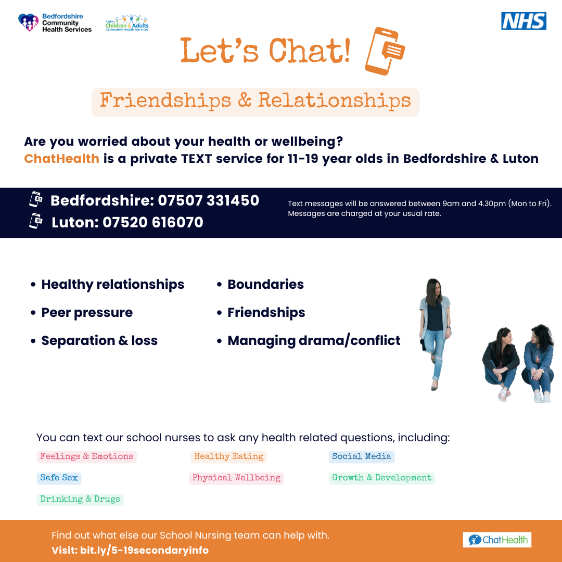 Bedfordshire
Community
Health Services
Children & Adults
Community Health Services
NHS
Let's Chat!
Friendships & Relationships
Are you worried about your health or wellbeing?
ChatHealth is a private TEXT service for 11-19 year olds in Bedfordshire & Luton
Bedfordshire: 07507 331450
Luton: 07520 616070
Text messages will be answered between 9am and 4.30pm (Mon to Fri).
Messages are charged at your usual rate.
• Healthy relationships
• Peer pressure
• Separation & loss
• Boundaries
• Friendships
• Managing drama/conflict
You can text our school nurses to ask any health related questions, including:
Feelings & Emotions
Healthy Eating
Social Media
Safe Sex
Physical Wellbeing
Growth & Development
Drinking & Drugs
Find out what else our School Nursing team can help with.
Visit: bit.ly/5-19secondaryinfo
ChatHealth